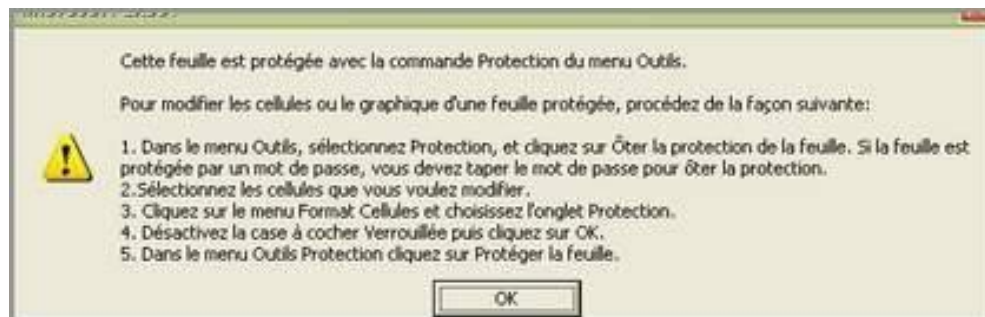 Cette feuille est protégée avec la commande Protection du menu Outils.
Pour modifier les cellules ou le graphique d'une feuille protégée, procédez de la façon suivante:
1. Dans le menu Outils, sélectionnez Protection, et cliquez sur Ôter la protection de la feuille. Si la feuille est
protégée par un mot de passe, vous devez taper le mot de passe pour ôter la protection.
2.Sélectionnez les cellules que vous voulez modifier.
3. Cliquez sur le menu Format Cellules et choisissez l'onglet Protection.
4. Désactivez la case à cocher Verrouillée puis cliquez sur OK.
5. Dans le menu Outils Protection cliquez sur Protéger la feuille.
OK